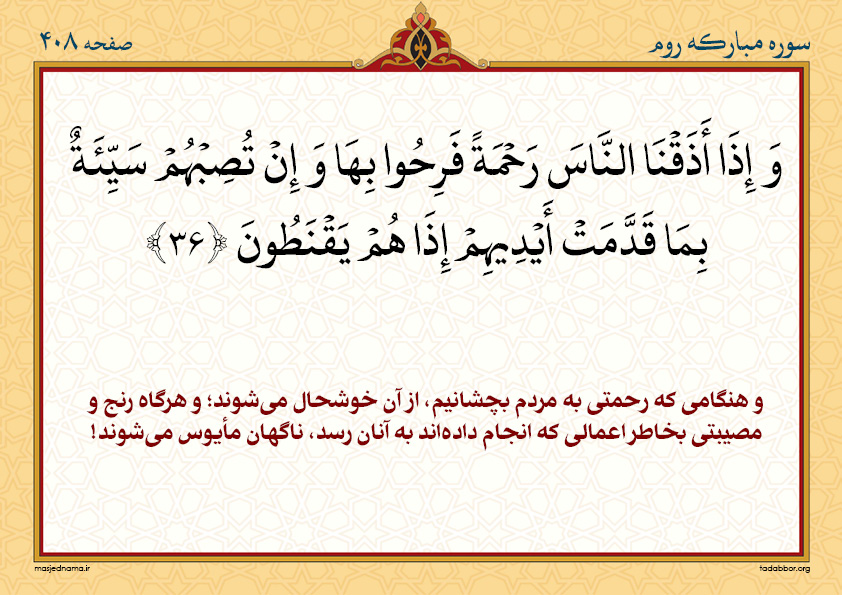 سوره مبارکه روم
صفحه ۴۰۸
وَ إِذَا أَذَقْنَا النَّاسَ رَحْمَةً فَرِحُوا بِهَا وَ إِنْ تُصِبْهُمْ سَيِّئَةٌ
بِمَا قَدَّمَتْ أَيْدِيهِمْ إِذَا هُمْ يَقْنَطُونَ ﴿۳۶﴾
و هنگامی که رحمتی به مردم بچشانیم، از آن خوشحال می‌شوند؛ و هرگاه رنج و
مصیبتی بخاطر اعمالی که انجام داده‌اند به آنان رسد، ناگهان مأیوس می‌شوند!
masjednama.ir
tadabbor.org